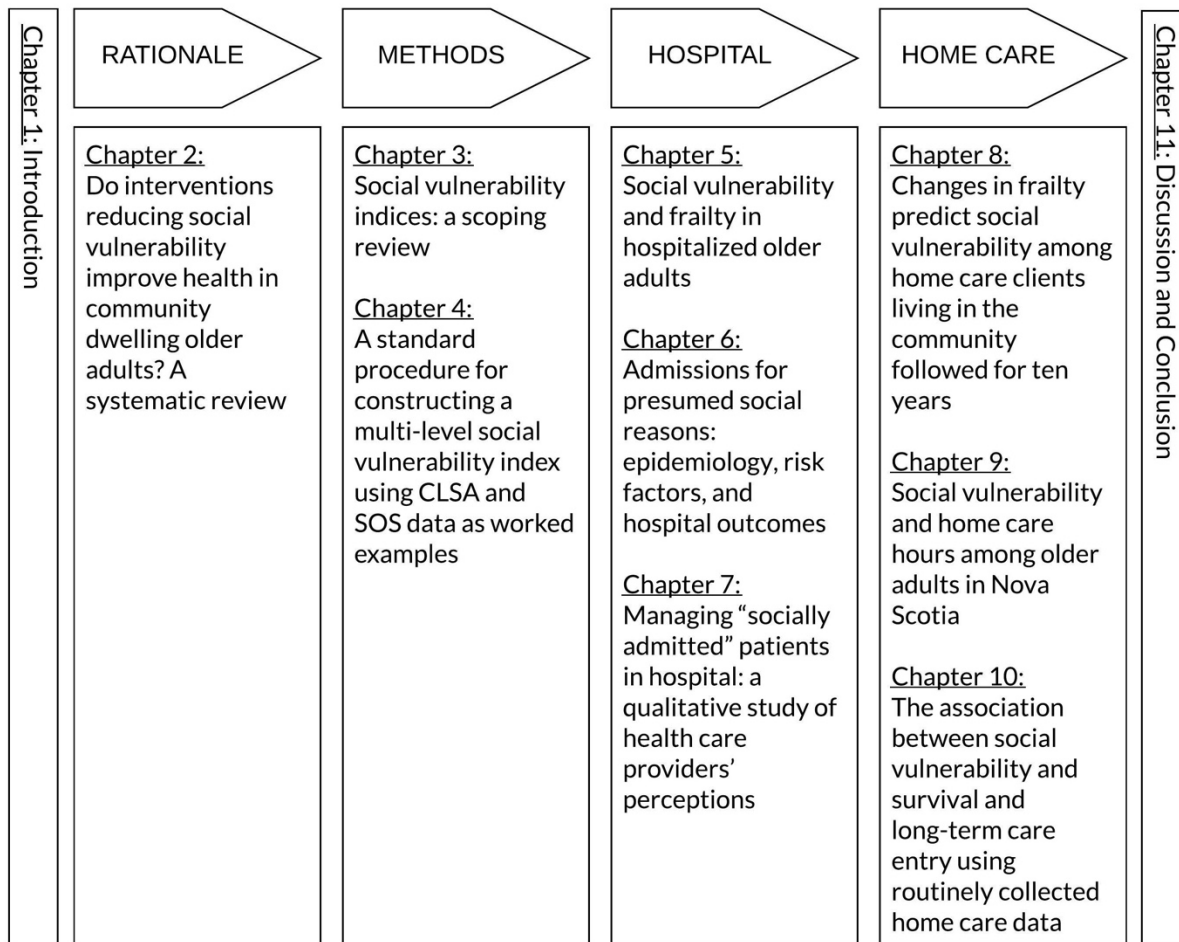 Chapter 1: Introduction
RATIONALE
Chapter 2:
Do interventions
reducing social
vulnerability
improve health in
community
dwelling older
adults? A
systematic review
METHODS
Chapter 3:
Social vulnerability
indices: a scoping
review
Chapter 4:
A standard
procedure for
constructing a
multi-level social
vulnerability index
using CLSA and
SOS data as worked
examples
HOSPITAL
Chapter 5:
Social vulnerability
and frailty in
hospitalized older
adults
Chapter 6:
Admissions for
presumed social
reasons:
epidemiology, risk
factors, and
hospital outcomes
Chapter 7:
Managing “socially
admitted” patients
in hospital: a
qualitative study of
health care
providers’
perceptions
HOME CARE
Chapter 8:
Changes in frailty
predict social
vulnerability among
home care clients
living in the
community
followed for ten
years
Chapter 9:
Social vulnerability
and home care
hours among older
adults in Nova
Scotia
Chapter 10:
The association
between social
vulnerability and
survival and
long-term care
entry using
routinely collected
home care data
Chapter 11: Discussion and Conclusion